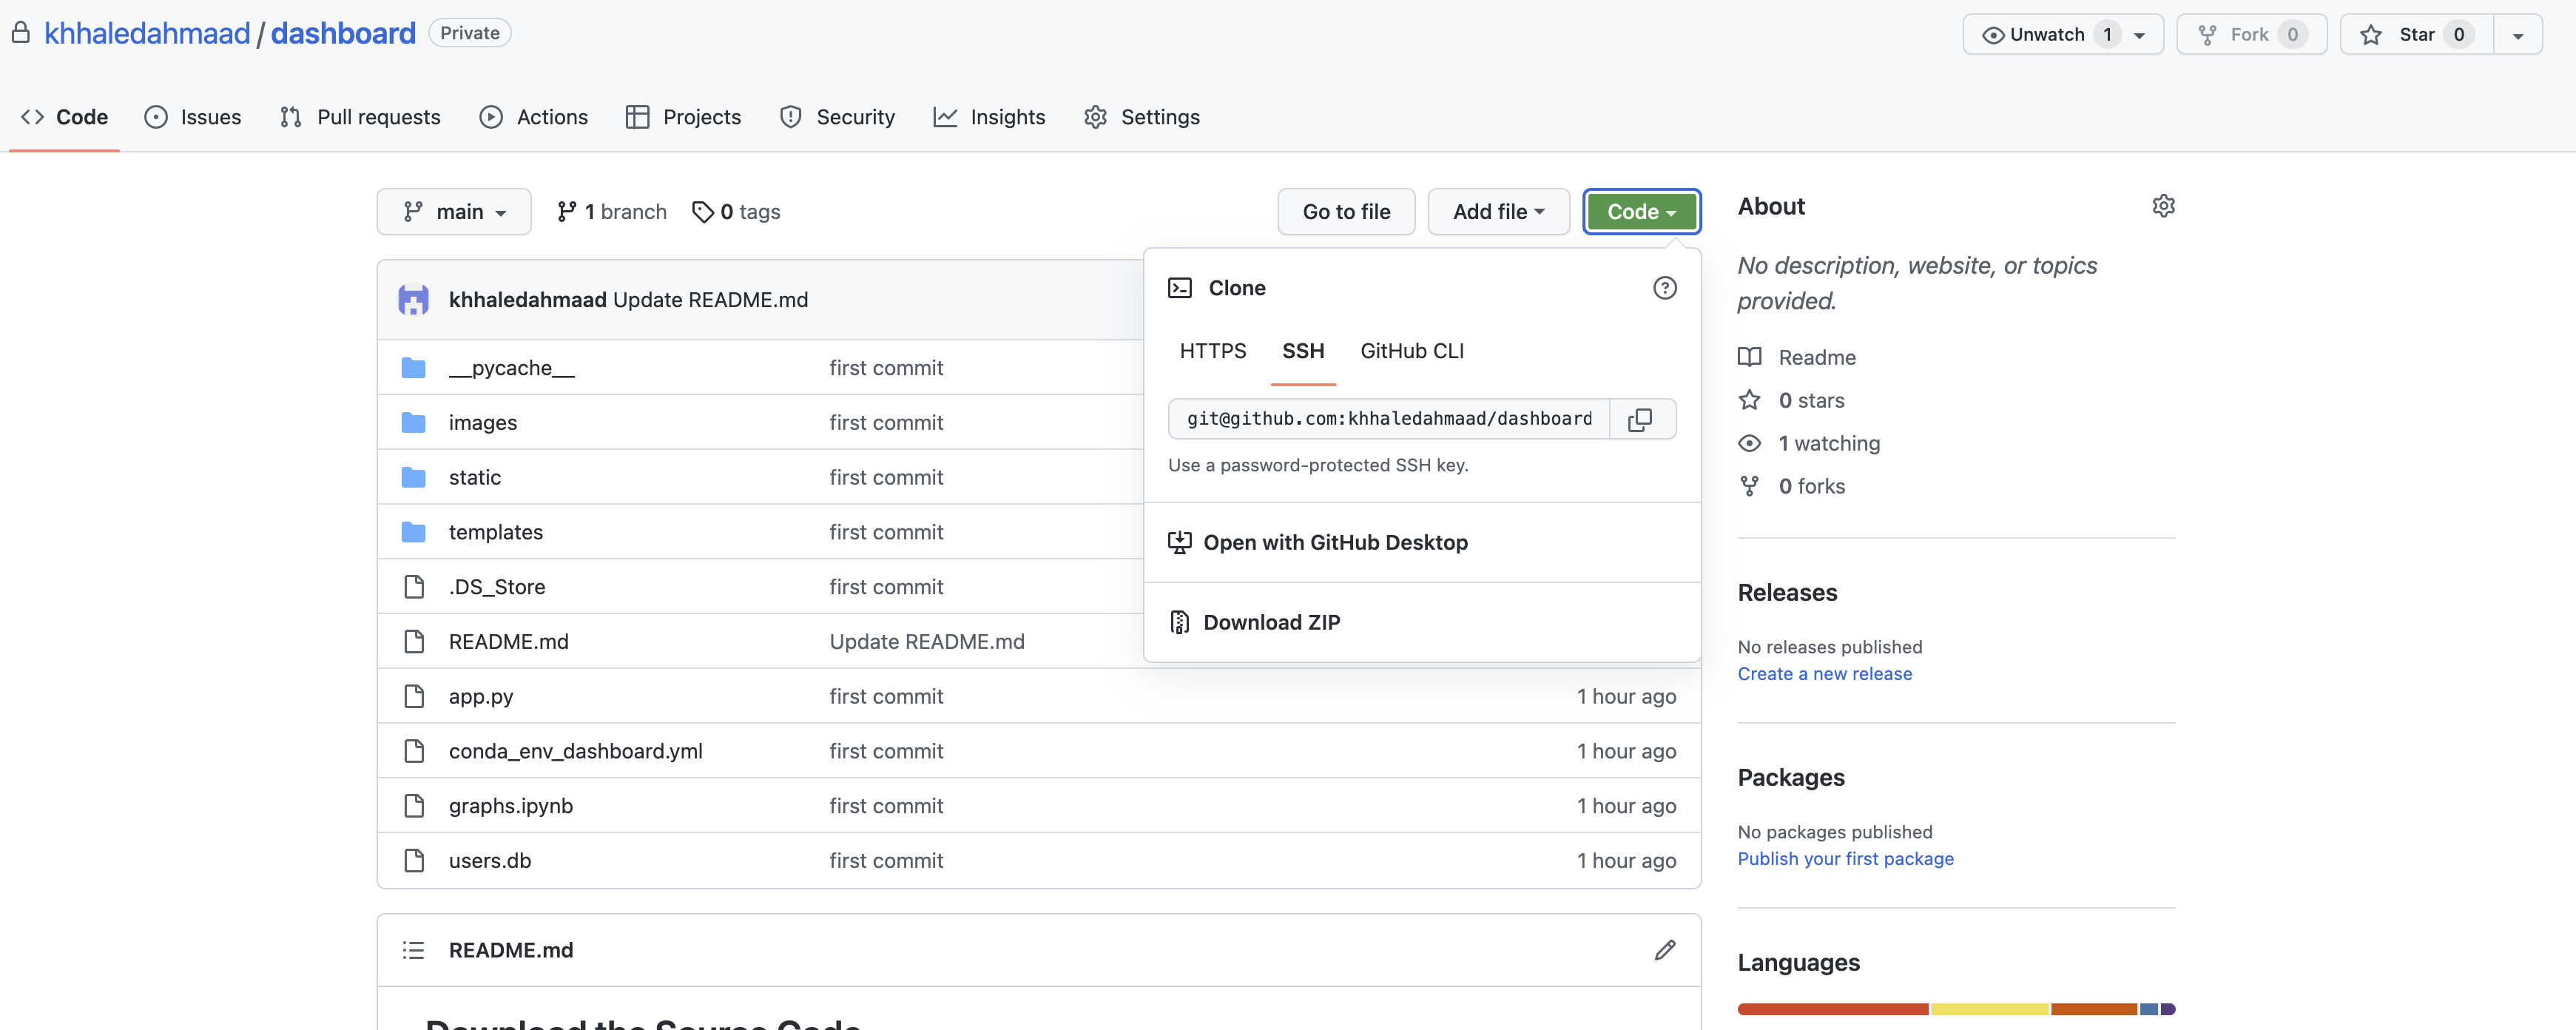 khhaledahmaad / dashboard Private
Unwatch 1 Fork 0 Star 0
Code Issues Pull requests Actions Projects Security Insights Settings
main 1 branch 0 tags Go to file Add file Code
khhaledahmaad Update README.md
__pycache__ first commit
images first commit
static first commit
templates first commit
.DS_Store first commit
README.md Update README.md
app.py first commit 1 hour ago
conda_env_dashboard.yml first commit 1 hour ago
graphs.ipynb first commit 1 hour ago
users.db first commit 1 hour ago
Clone
HTTPS SSH GitHub CLI
git@github.com:khhaledahmaad/dashboard
Use a password-protected SSH key.
Open with GitHub Desktop
Download ZIP
README.md
Download the Source Code
About
No description, website, or topics
provided.
Readme
0 stars
1 watching
0 forks
Releases
No releases published
Create a new release
Packages
No packages published
Publish your first package
Languages